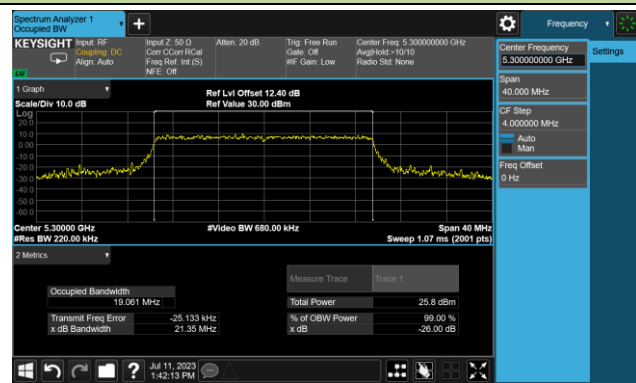 Spectrum Analyzer 1
Occupied BW
Frequency
KEYSIGHT
Input: RF
Coupling: DC
Align: Auto
Input Z: 50 Ω
Corr CCorr RCal
Freq Ref: Int (S)
NFE: Off
Atten: 20 dB
Trig: Free Run
Gate: Off
#IF Gain: Low
Center Freq: 5.300000000 GHz
Avg|Hold:>10/10
Radio Std: None
Center Frequency
5.300000000 GHz
Settings
Span
40.000 MHz
CF Step
4.000000 MHz
Auto
Man
Freq Offset
0 Hz
1 Graph
Scale/Div 10.0 dB
Ref Lvl Offset 12.40 dB
Ref Value 30.00 dBm
Log
20.0
10.0
0.00
-10.0
-20.0
-30.0
-40.0
-50.0
-60.0
Center 5.30000 GHz
#Res BW 220.00 kHz
#Video BW 680.00 kHz
Span 40 MHz
Sweep 1.07 ms (2001 pts)
2 Metrics
Measure Trace
Trace 1
Occupied Bandwidth
19.061 MHz
Total Power
25.8 dBm
Transmit Freq Error
-25.133 kHz
% of OBW Power
99.00 %
x dB Bandwidth
21.35 MHz
x dB
-26.00 dB
Jul 11, 2023
1:42:13 PM